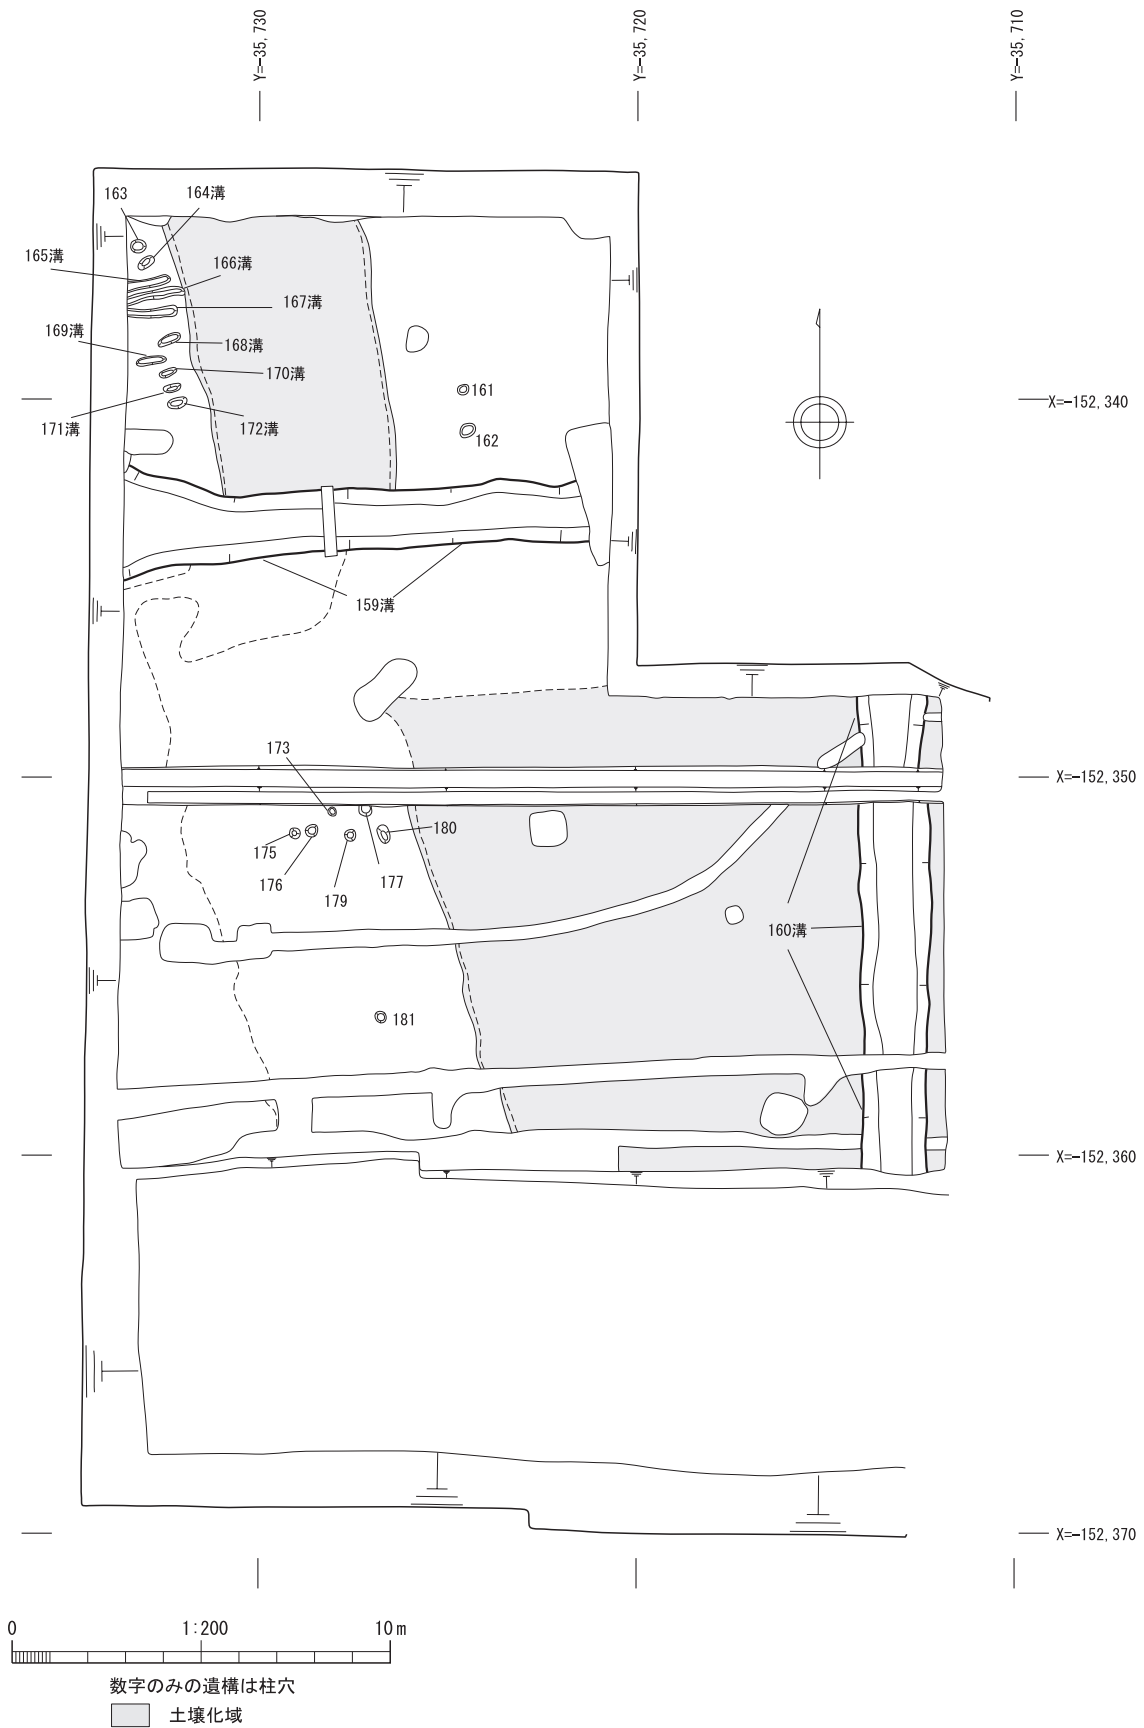 Y=-35,730
Y=-35,720
Y=-35,710
163
164溝
165溝
166溝
167溝
169溝
168溝
170溝
161
X=-152,340
171溝
172溝
162
159溝
173
X=-152,350
180
175
176
177
179
160溝
181
X=-152,360
X=-152,370
0
1:200
10m
数字のみの遺構は柱穴
土壌化域